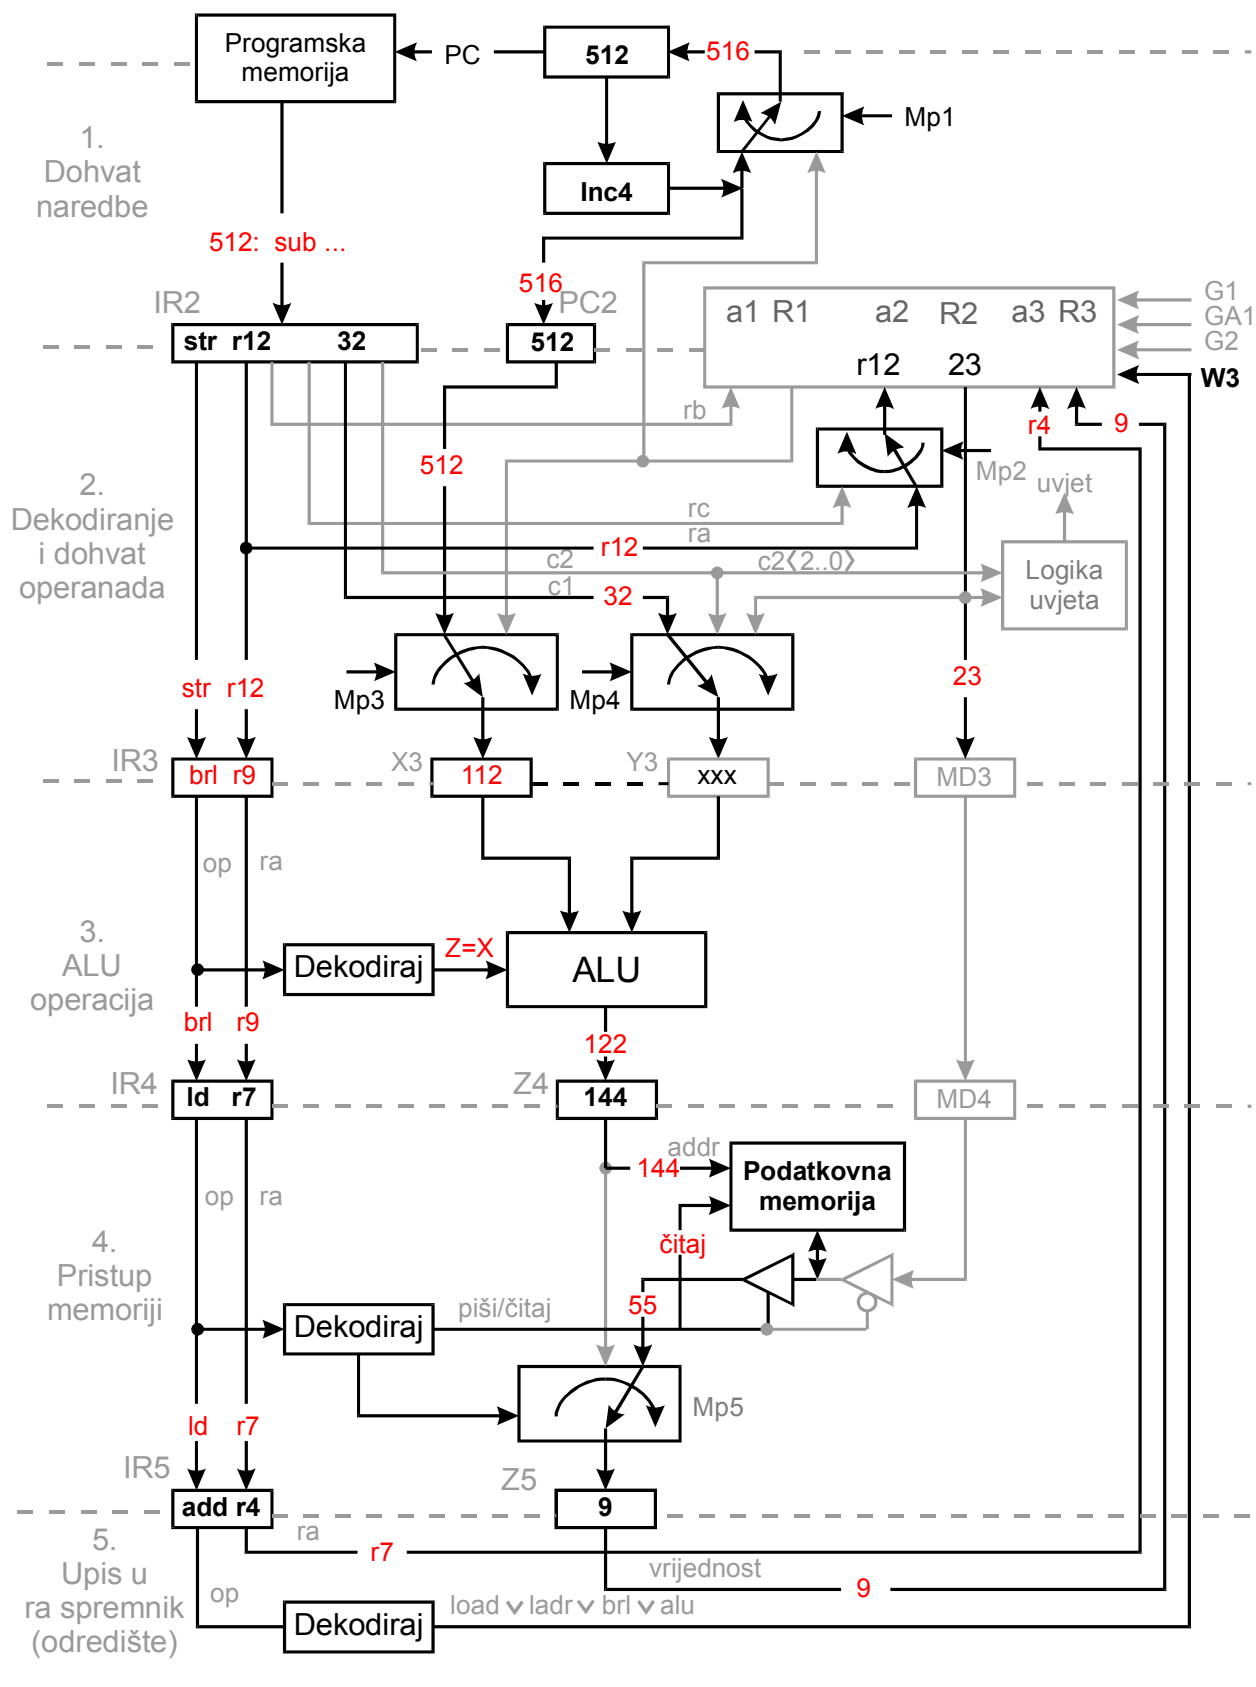 Programska
memorija
PC
512
516
Mp1
1.
Dohvat
naredbe
Inc4
512: sub ...
516
IR2
PC2
str r12 32
512
a1 R1 a2 R2 a3 R3
r12 23
G1
GA1
G2
W3
rb
r4
9
512
Mp2
uvjet
2.
Dekodiranje
i dohvat
operanada
rc
ra
r12
c2
c2⟨2..0⟩
c1
32
Logika
uvjeta
str r12
Mp3
Mp4
23
IR3
brl r9
X3
112
Y3
xxx
MD3
op
ra
3.
ALU
operacija
Dekodiraj
Z=X
ALU
brl r9
122
IR4
ld r7
Z4
144
MD4
addr
144
Podatkovna
memorija
op
ra
4.
Pristup
memoriji
čitaj
55
piši/čitaj
Dekodiraj
Mp5
ld r7
IR5
add r4
Z5
9
5.
Upis u
ra spremnik
(odredište)
ra
r7
vrijednost
9
op
Dekodiraj
load ∨ ladr ∨ brl ∨ alu